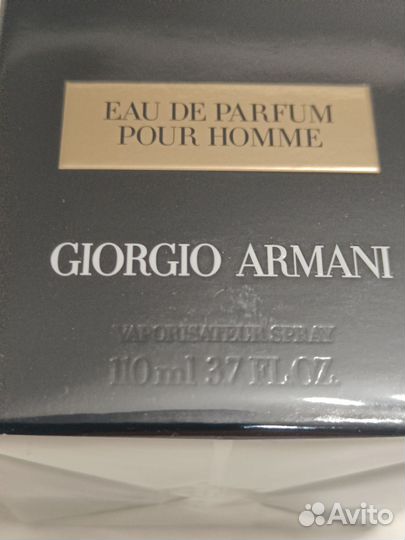 EAU DE PARFUM
POUR HOMME
GIORGIO ARMANI
VAPORISATEUR SPRAY
110 ml 3.7 FL.OZ.
Avito